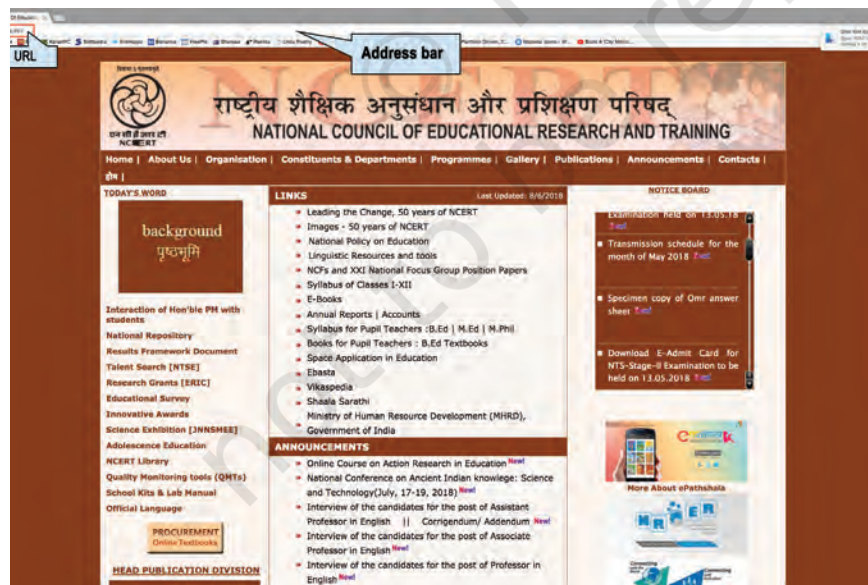 URL
Address bar
विद्यया ऽ मृतमश्नुते
एन सी ई आर टी
NCERT
राष्ट्रीय शैक्षिक अनुसंधान और प्रशिक्षण परिषद्
NATIONAL COUNCIL OF EDUCATIONAL RESEARCH AND TRAINING
Home | About Us | Organisation | Constituents & Departments | Programmes | Gallery | Publications | Announcements | Contacts |
होम |
TODAY'S WORD
background
पृष्ठभूमि
Interaction of Hon'ble PM with
students
National Repository
Results Framework Document
Talent Search [NTSE]
Research Grants [ERIC]
Educational Survey
Innovative Awards
Science Exhibition [JNNSMEE]
Adolescence Education
NCERT Library
Quality Monitoring tools (QMTs)
School Kits & Lab Manual
Official Language
PROCUREMENT
Online Textbooks
HEAD PUBLICATION DIVISION
LINKS Last Updated: 8/6/2018
Leading the Change, 50 years of NCERT
Images - 50 years of NCERT
National Policy on Education
Linguistic Resources and tools
NCFs and XXI National Focus Group Position Papers
Syllabus of Classes I-XII
E-Books
Annual Reports | Accounts
Syllabus for Pupil Teachers :B.Ed | M.Ed | M.Phil
Books for Pupil Teachers : B.Ed Textbooks
Space Application in Education
Ebasta
Vikaspedia
Shaala Sarathi
Ministry of Human Resource Development (MHRD),
Government of India
ANNOUNCEMENTS
Online Course on Action Research in Education New!
National Conference on Ancient Indian knowlege: Science
and Technology(July, 17-19, 2018) New!
Interview of the candidates for the post of Assistant
Professor in English || Corrigendum/ Addendum New!
Interview of the candidates for the post of Associate
Professor in English New!
Interview of the candidates for the post of Professor in
English New!
NOTICE BOARD
Examination held on 13.05.18
Transmission schedule for the
month of May 2018
Specimen copy of Omr answer
sheet
Download E-Admit Card for
NTS-Stage-II Examination to be
held on 13.05.2018
More About ePathshala
NROER